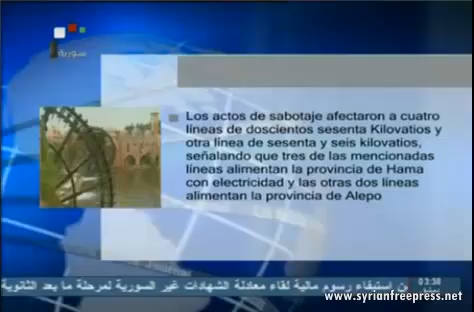 سورية
Los actos de sabotaje afectaron a cuatro
líneas de doscientos sesenta Kilovatios y
otra línea de sesenta y seis kilovatios,
señalando que tres de las mencionadas
líneas alimentan la provincia de Hama
con electricidad y las otras dos líneas
alimentan la provincia de Alepo
ن استيفاء رسوم مالية لقاء معادلة الشهادات غير السورية لمرحلة ما بعد الثانوية
03:38
www.syrianfreepress.net